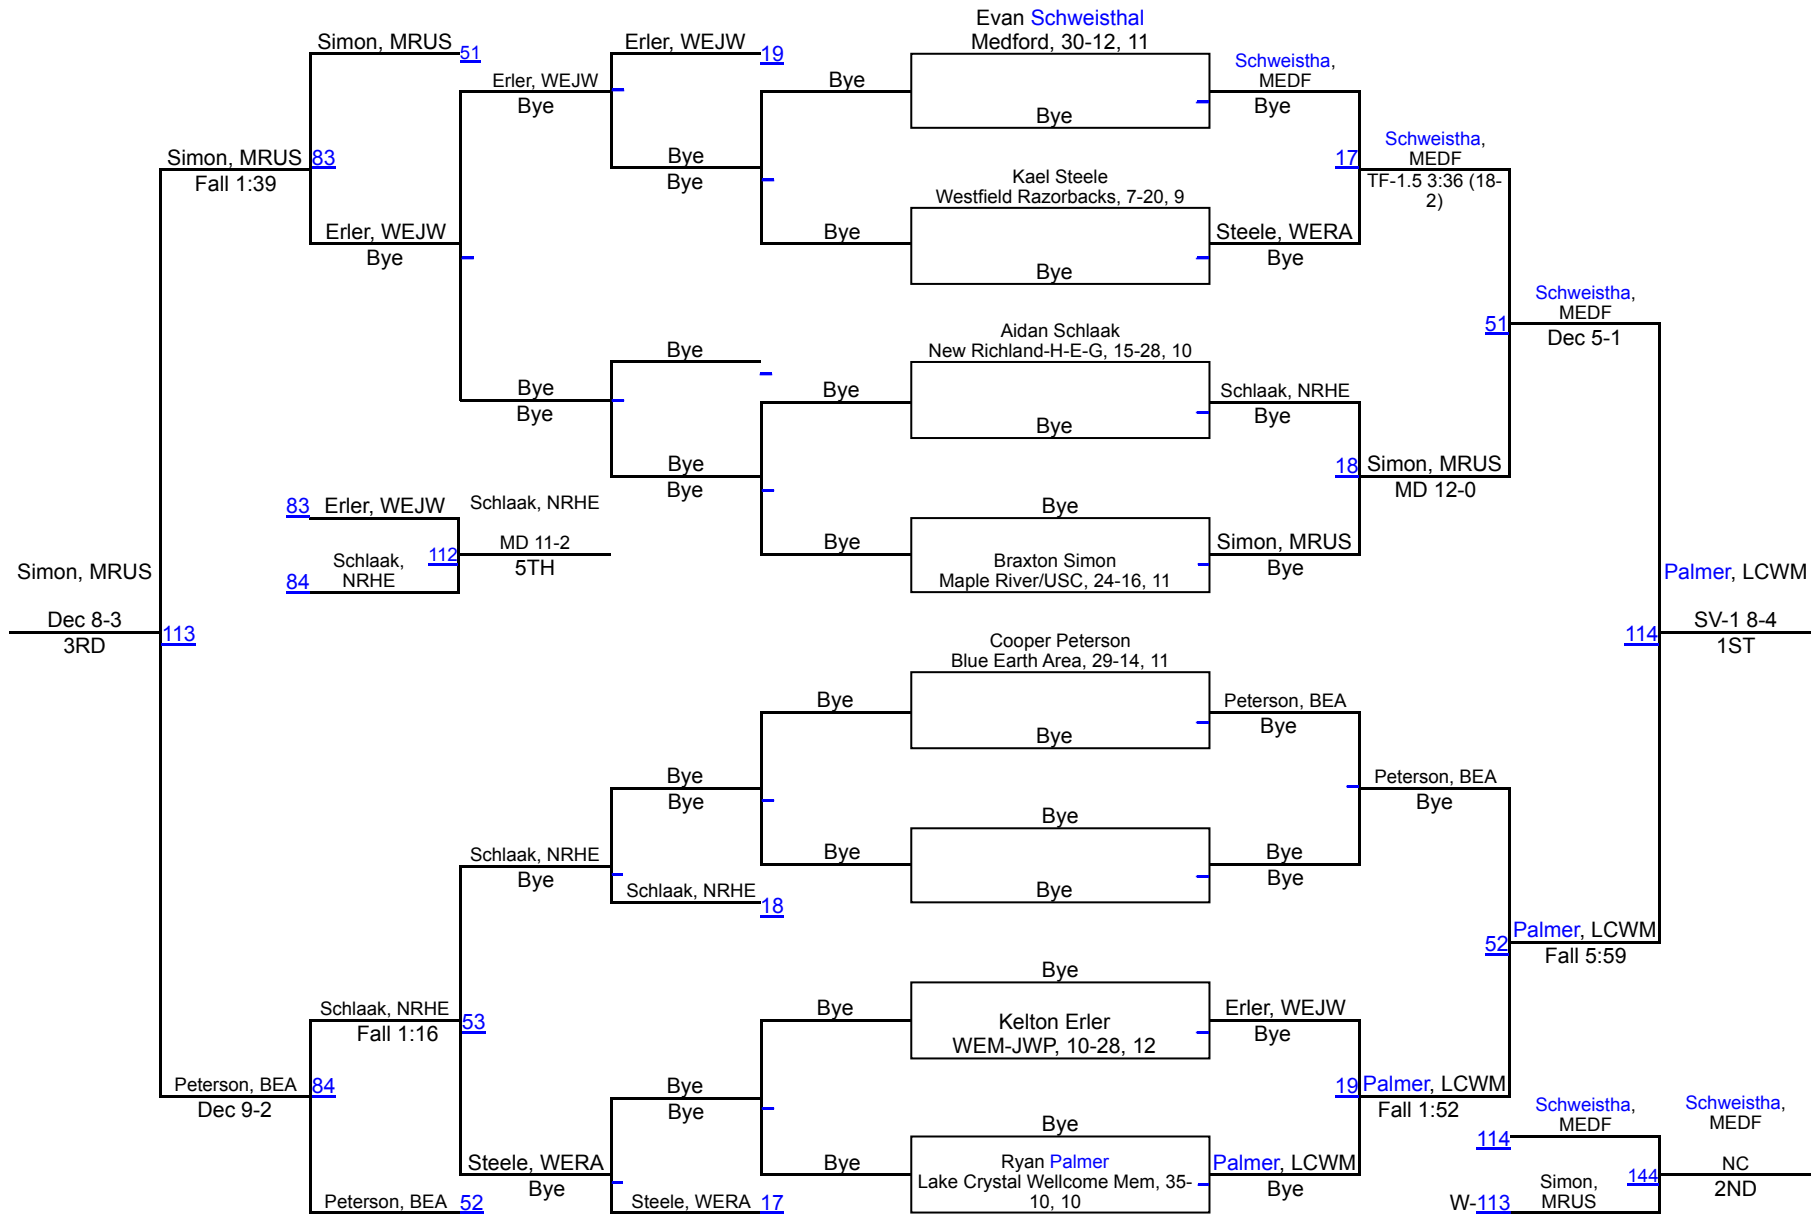 Evan Schweisthal
Medford, 30-12, 11
Simon, MRUS
51
Erler, WEJW
19
Schweistha,
MEDF
Bye
Bye
Erler, WEJW
Bye
Bye
Schweistha,
MEDF
TF-1.5 3:36 (18-
2)
17
Simon, MRUS
83
Fall 1:39
Bye
Bye
Kael Steele
Westfield Razorbacks, 7-20, 9
Erler, WEJW
Bye
Bye
Steele, WERA
Bye
Bye
Schweistha,
MEDF
51
Dec 5-1
Aidan Schlaak
New Richland-H-E-G, 15-28, 10
Bye
Bye
Bye
Bye
Schlaak, NRHE
Bye
Bye
Bye
Bye
18
Simon, MRUS
MD 12-0
83
Erler, WEJW
Schlaak, NRHE
Bye
112
MD 11-2
5TH
Bye
Simon, MRUS
Bye
Schlaak,
NRHE
84
Braxton Simon
Maple River/USC, 24-16, 11
Simon, MRUS
Palmer, LCWM
Dec 8-3
113
3RD
114
SV-1 8-4
1ST
Cooper Peterson
Blue Earth Area, 29-14, 11
Bye
Peterson, BEA
Bye
Bye
Bye
Bye
Peterson, BEA
Bye
Bye
Bye
Bye
Bye
Bye
Schlaak, NRHE
Bye
Schlaak, NRHE
18
52
Palmer, LCWM
Fall 5:59
Bye
Schlaak, NRHE
53
Fall 1:16
Bye
Kelton Erler
WEM-JWP, 10-28, 12
Erler, WEJW
Bye
Peterson, BEA
84
Dec 9-2
Bye
Bye
19
Palmer, LCWM
Fall 1:52
Bye
Schweistha,
MEDF
114
Schweistha,
MEDF
Steele, WERA
Bye
Bye
Ryan Palmer
Lake Crystal Wellcome Mem, 35-
10, 10
Palmer, LCWM
Bye
144
NC
2ND
Peterson, BEA
52
Steele, WERA
17
W-113
Simon,
MRUS